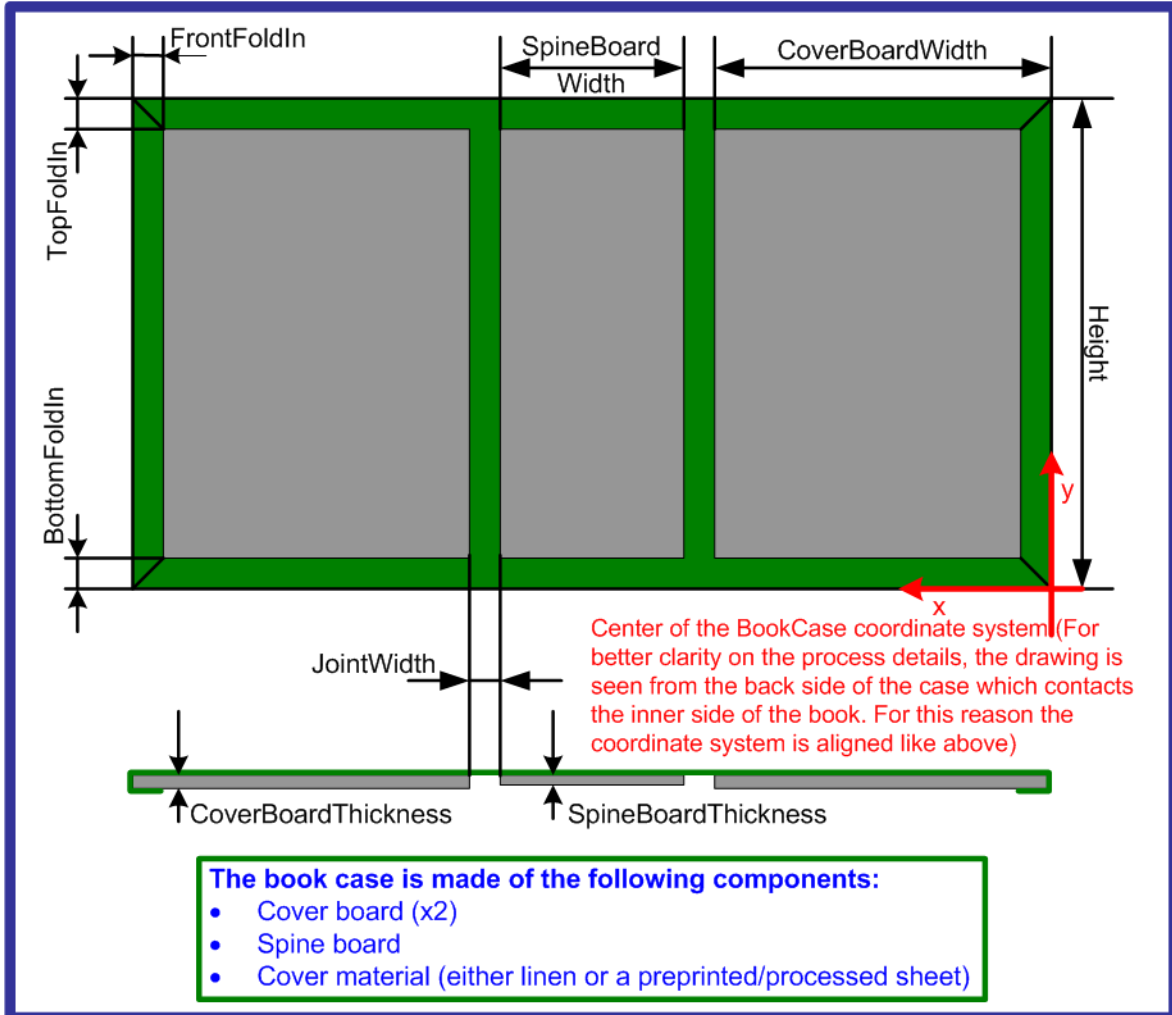 FrontFoldIn
SpineBoard
Width
CoverBoardWidth
TopFoldIn
Height
BottomFoldIn
y
x
Center of the BookCase coordinate system (For
better clarity on the process details, the drawing is
seen from the back side of the case which contacts
the inner side of the book. For this reason the
coordinate system is aligned like above)
JointWidth
CoverBoardThickness
SpineBoardThickness
The book case is made of the following components:
• Cover board (x2)
• Spine board
• Cover material (either linen or a preprinted/processed sheet)